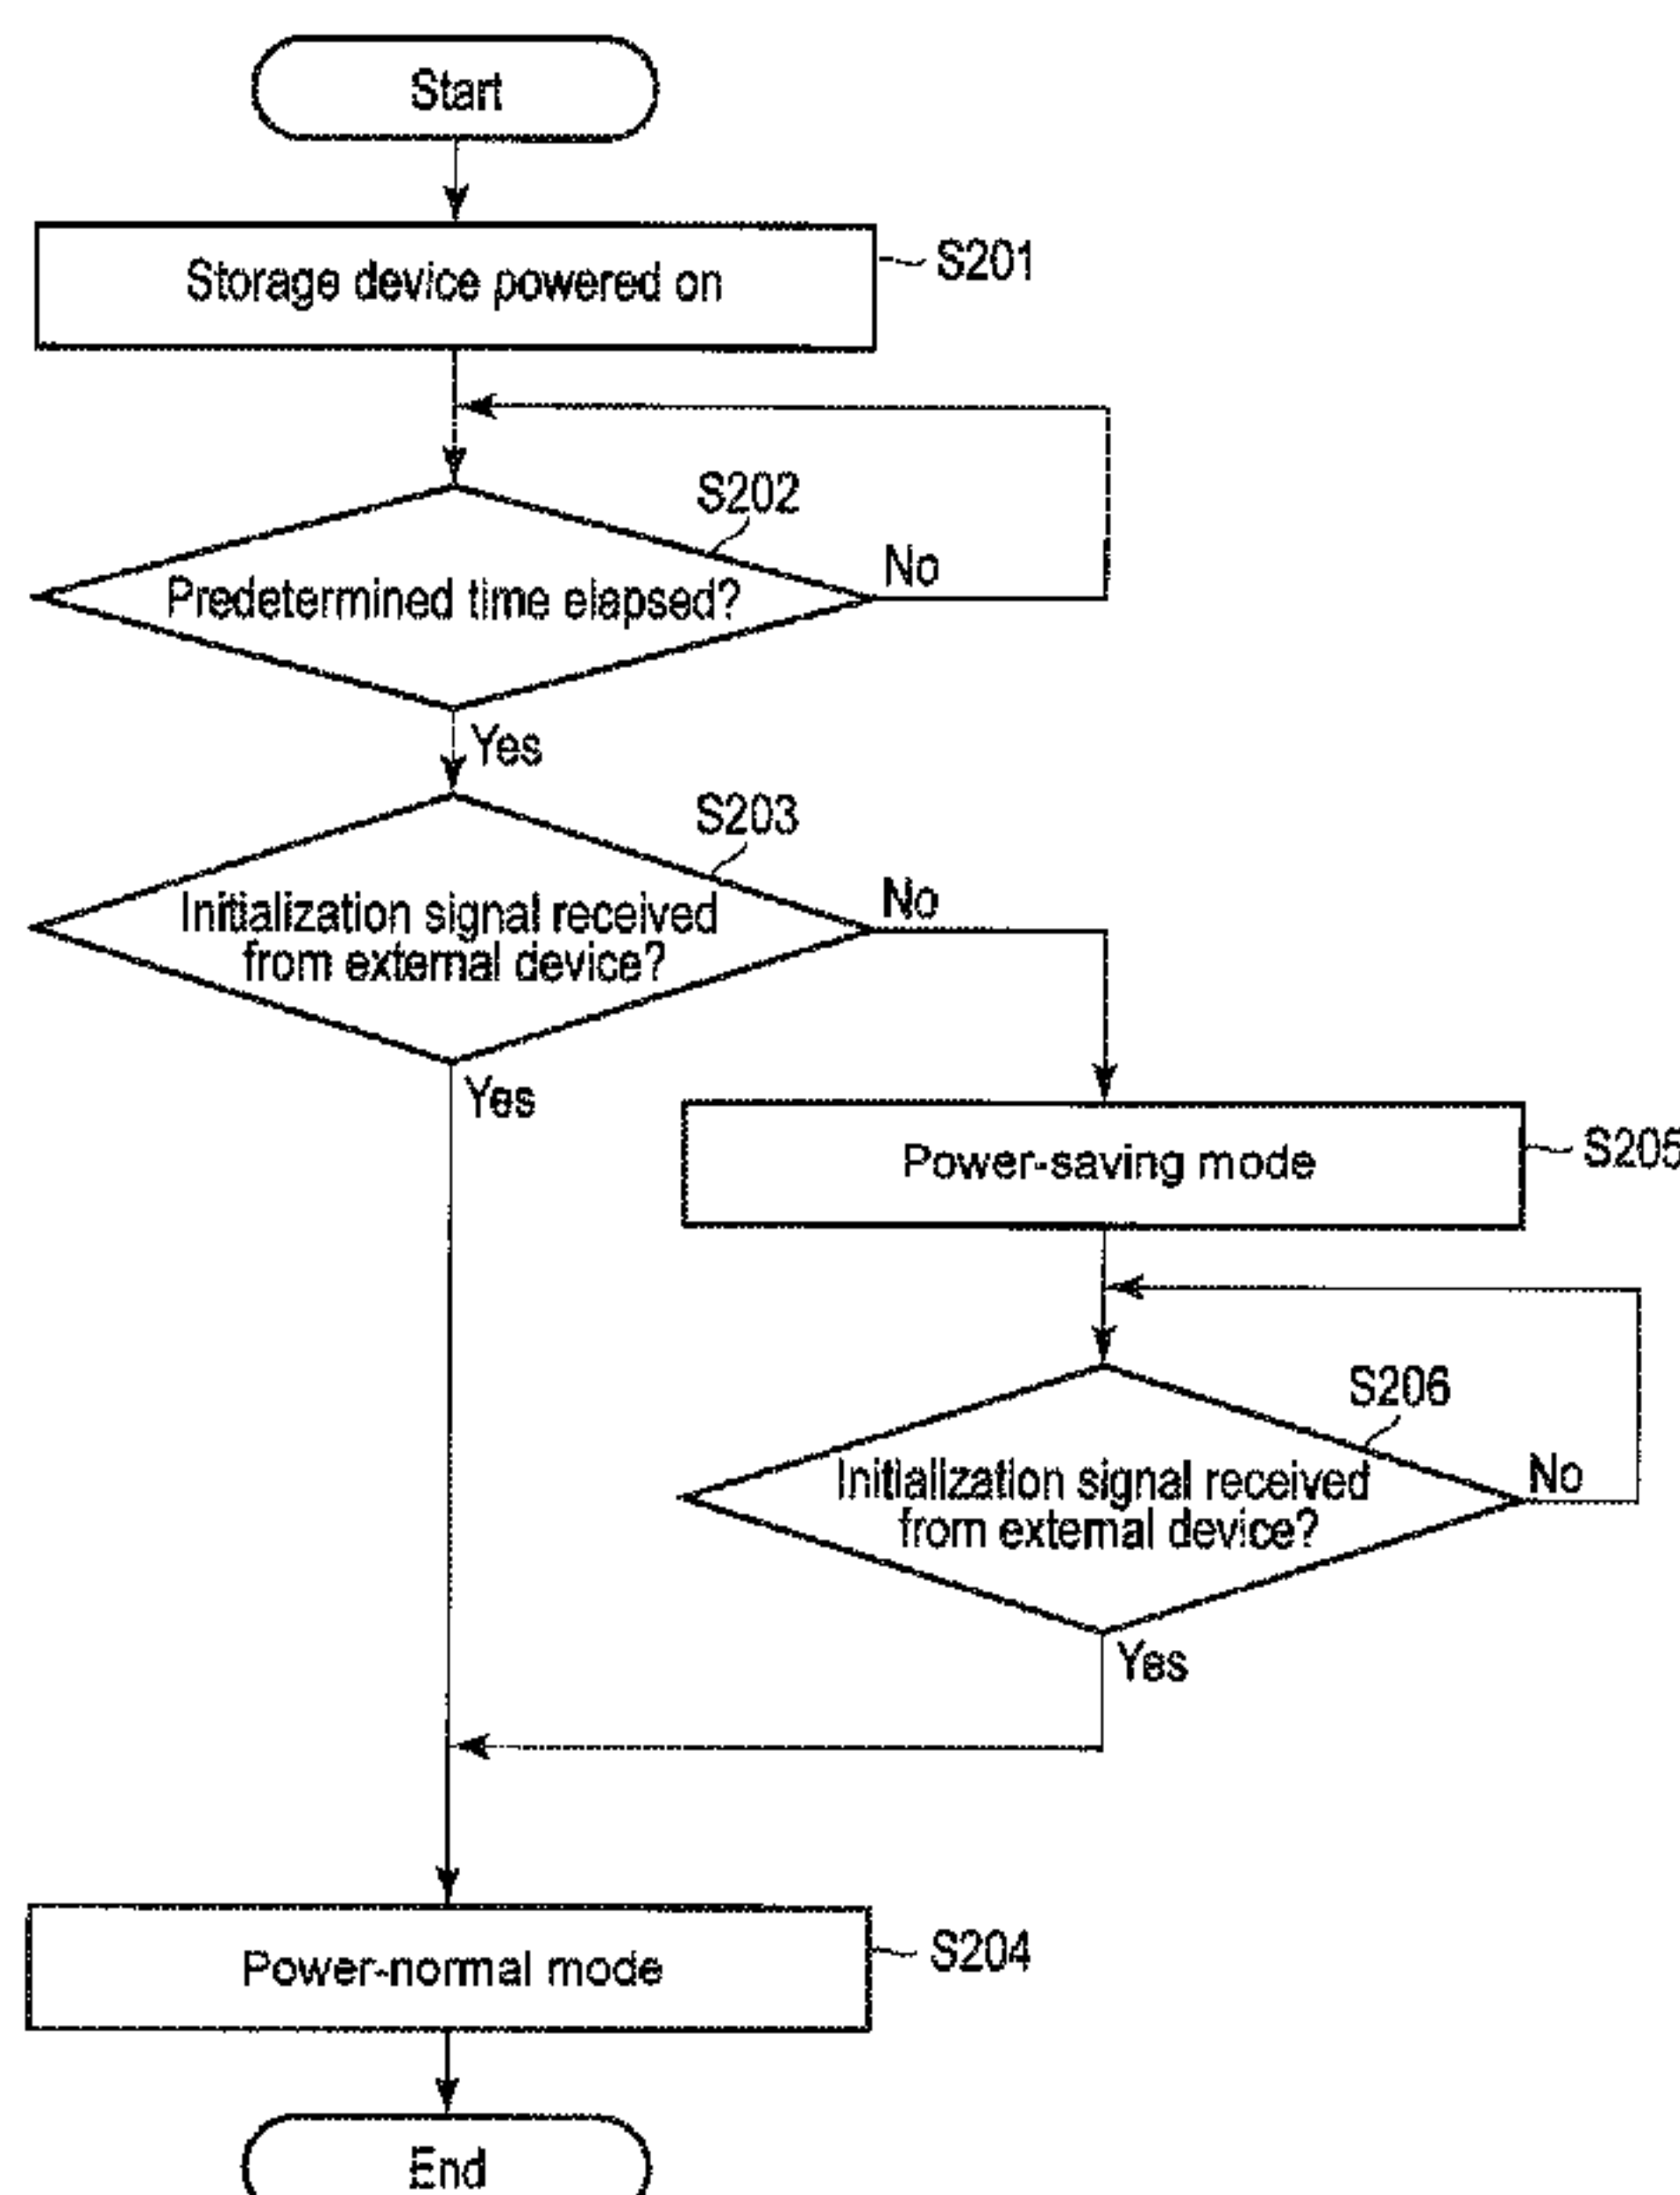 Start
Storage device powered on
S201
S202
Predetermined time elapsed?
No
Yes
S203
Initialization signal received
from external device?
No
Yes
Power-saving mode
S205
S206
Initialization signal received
from external device?
No
Yes
Power-normal mode
S204
End